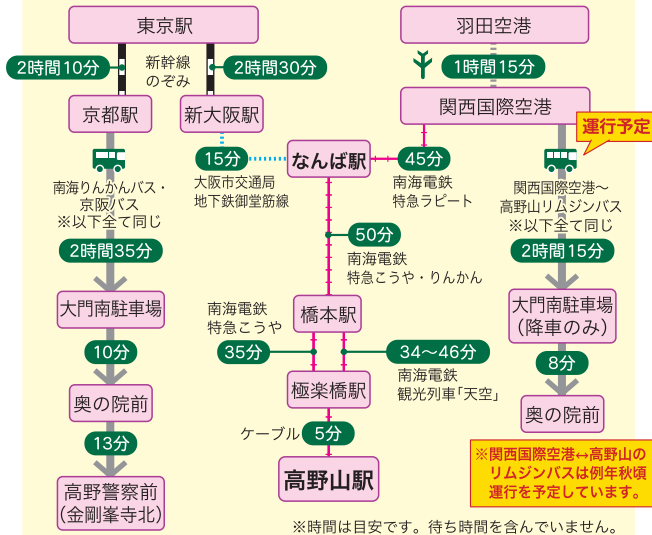 東京駅
羽田空港
2時間10分
新幹線
のぞみ
2時間30分
1時間15分
京都駅
新大阪駅
関西国際空港
運行予定
15分
大阪市交通局
地下鉄御堂筋線
なんば駅
45分
南海電鉄
特急ラピート
南海りんかんバス・
京阪バス
※以下全て同じ
2時間35分
関西国際空港〜
高野山リムジンバス
※以下全て同じ
2時間15分
50分
南海電鉄
特急こうや・りんかん
大門南駐車場
橋本駅
大門南駐車場
(降車のみ)
南海電鉄
特急こうや
35分
34〜46分
南海電鉄
観光列車「天空」
10分
8分
奥の院前
極楽橋駅
奥の院前
13分
ケーブル
5分
高野警察前
(金剛峯寺北)
高野山駅
※関西国際空港↔高野山の
リムジンバスは例年秋頃
運行を予定しています。
※時間は目安です。待ち時間を含んでいません。